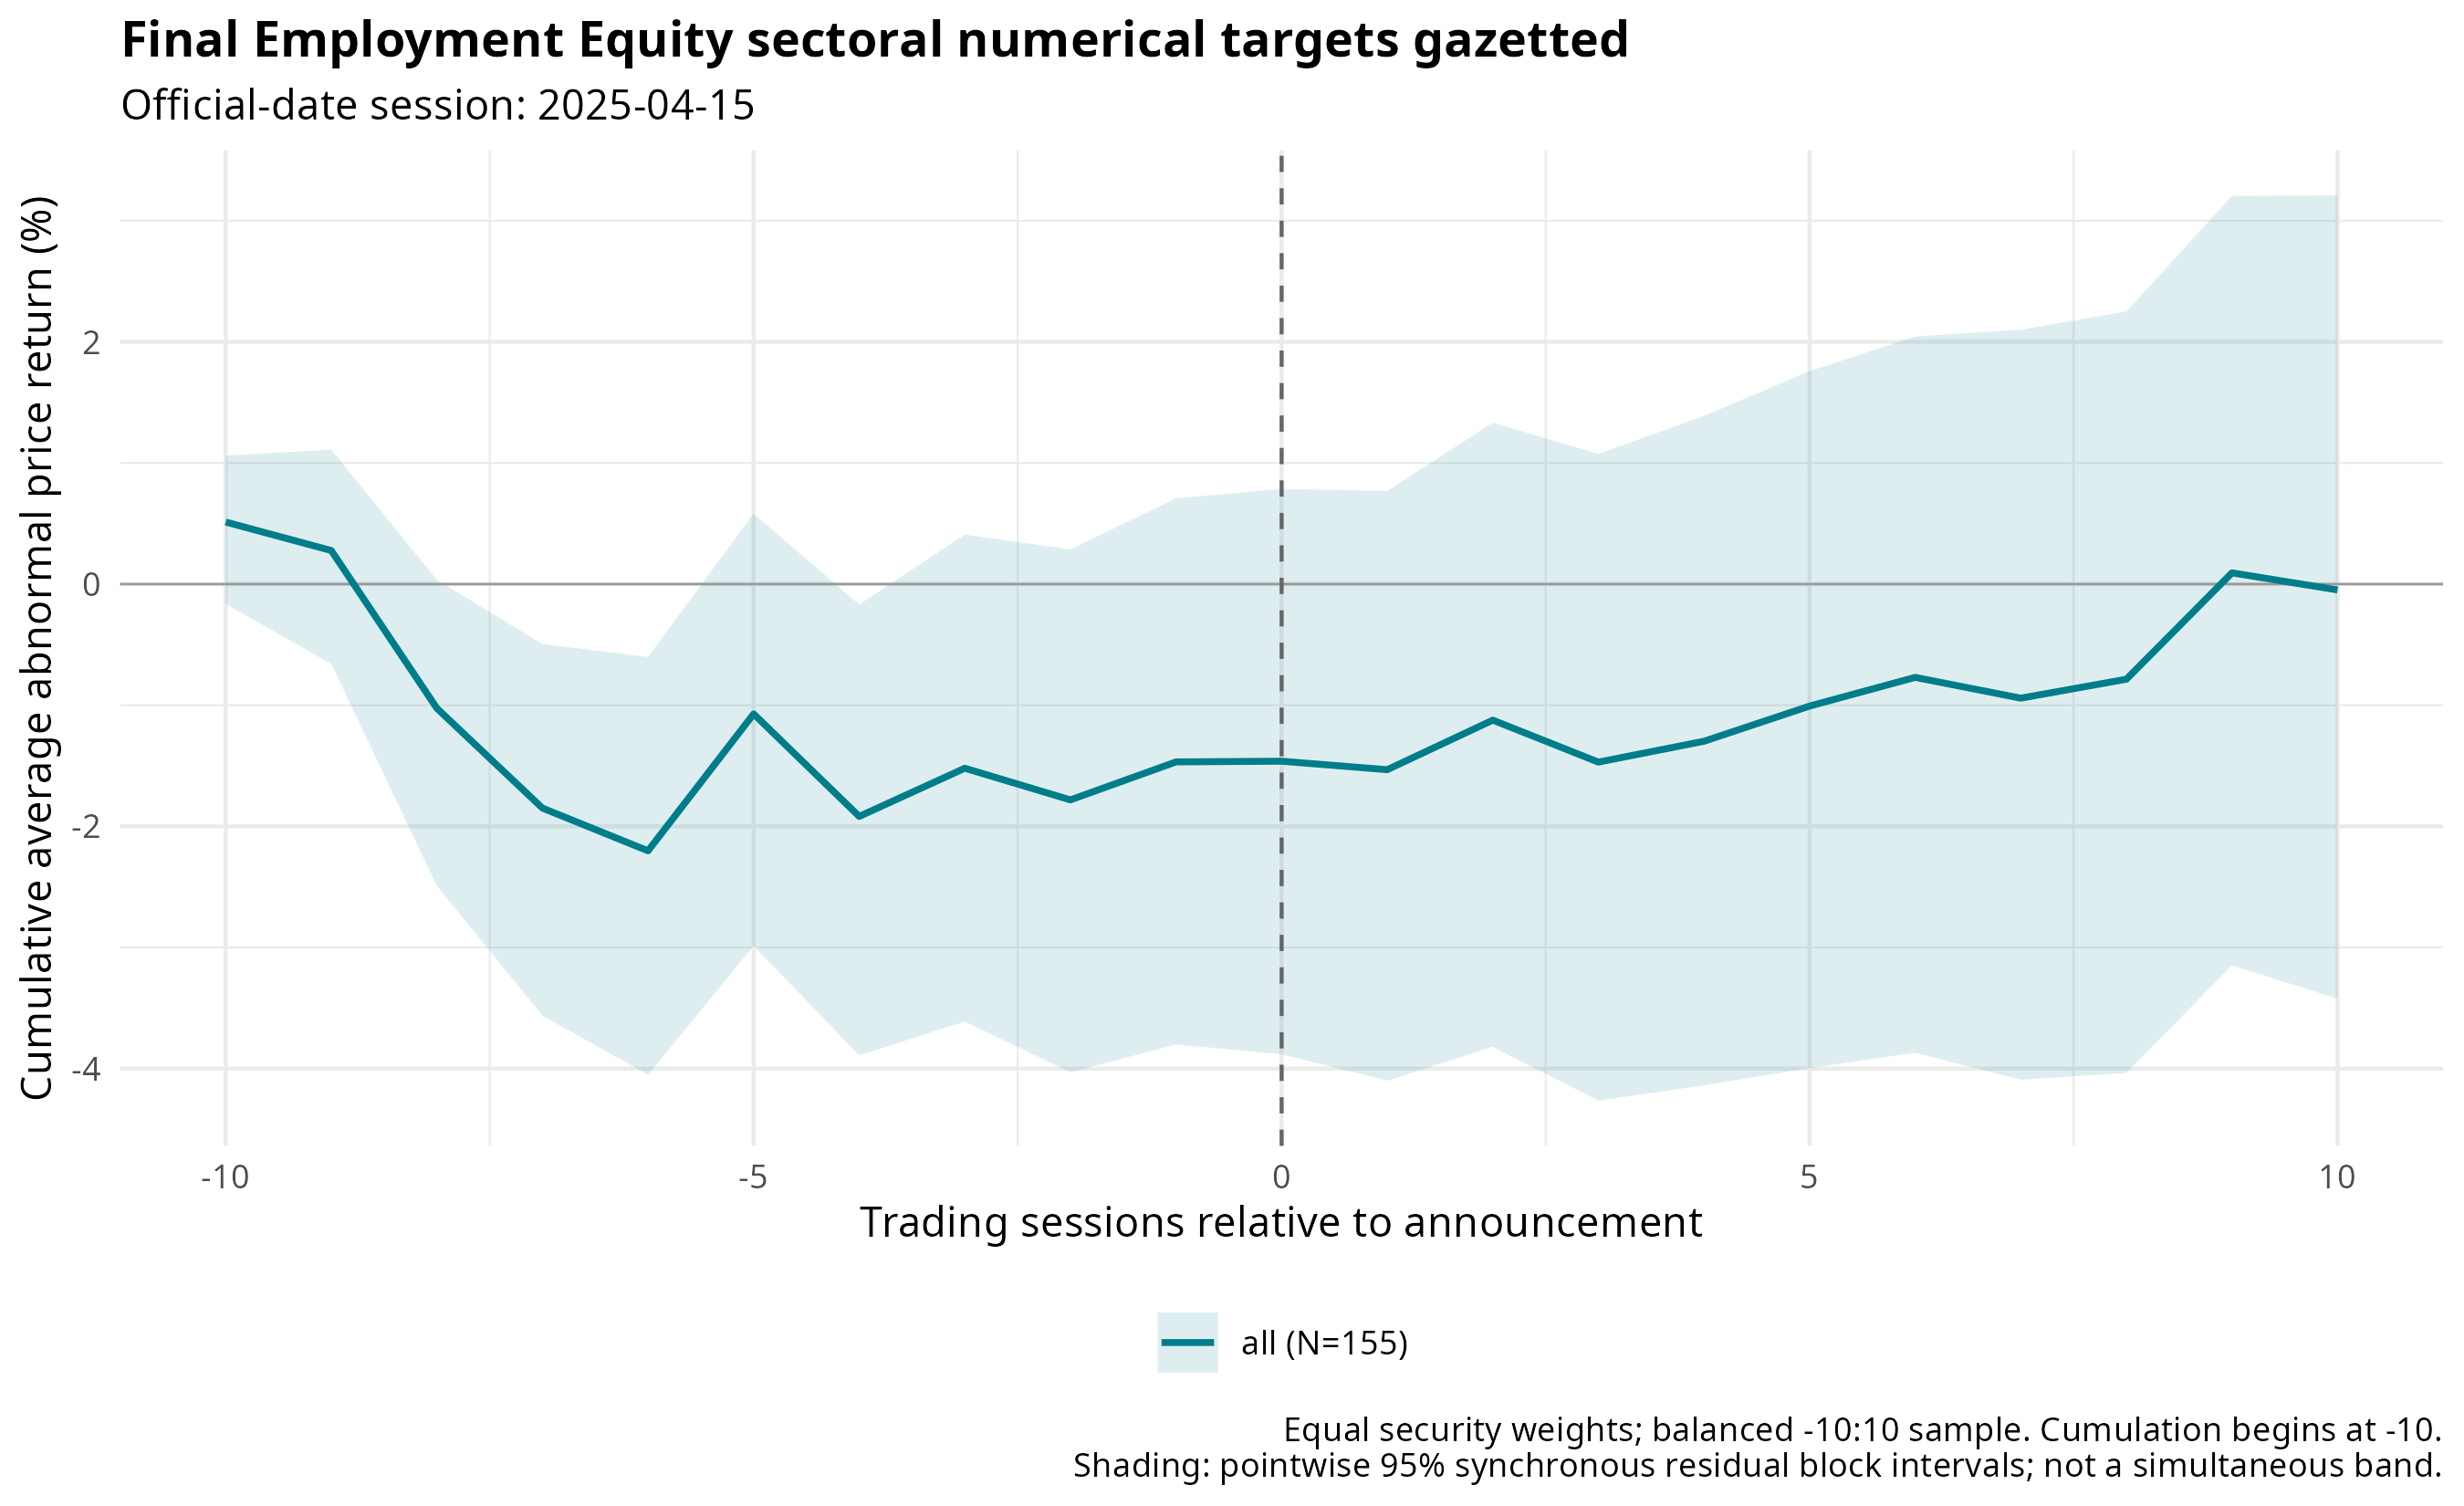 Final Employment Equity sectoral numerical targets gazetted
Official-date session: 2025-04-15
Cumulative average abnormal price return (%)
2
0
-2
-4
-10
-5
0
5
10
Trading sessions relative to announcement
all (N=155)
Equal security weights; balanced -10:10 sample. Cumulation begins at -10.
Shading: pointwise 95% synchronous residual block intervals; not a simultaneous band.